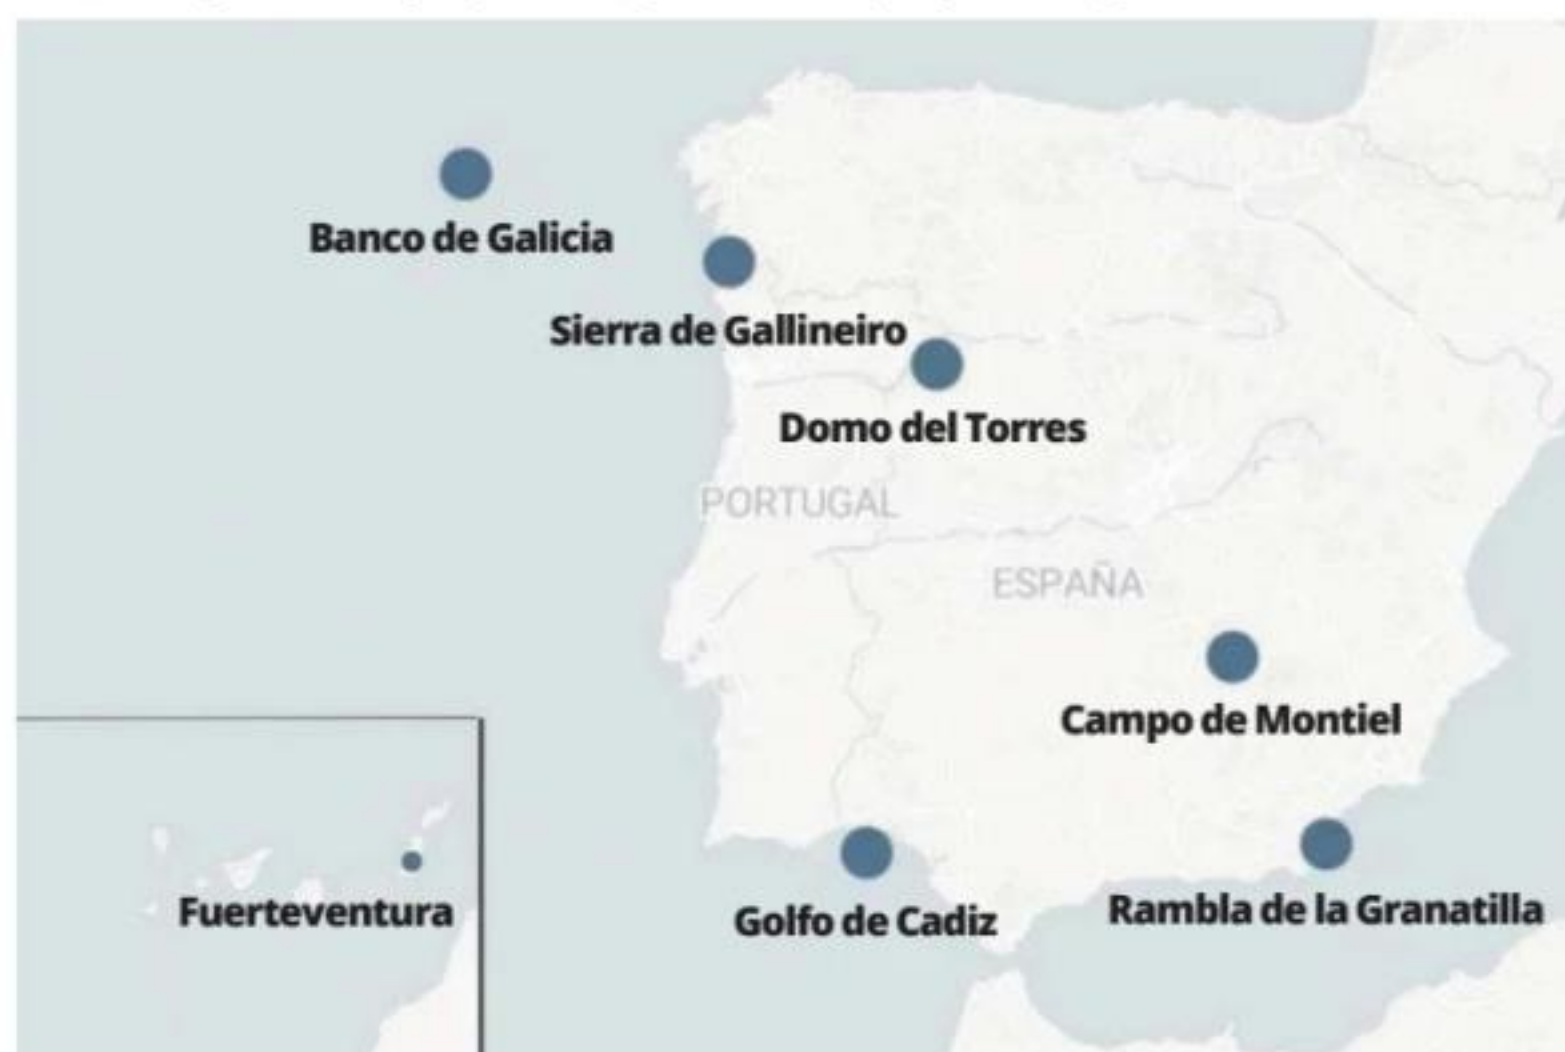 Banco de Galicia
Sierra de Gallineiro
Domo del Torres
PORTUGAL
ESPAÑA
Campo de Montiel
Fuerteventura
Golfo de Cadiz
Rambla de la Granatilla